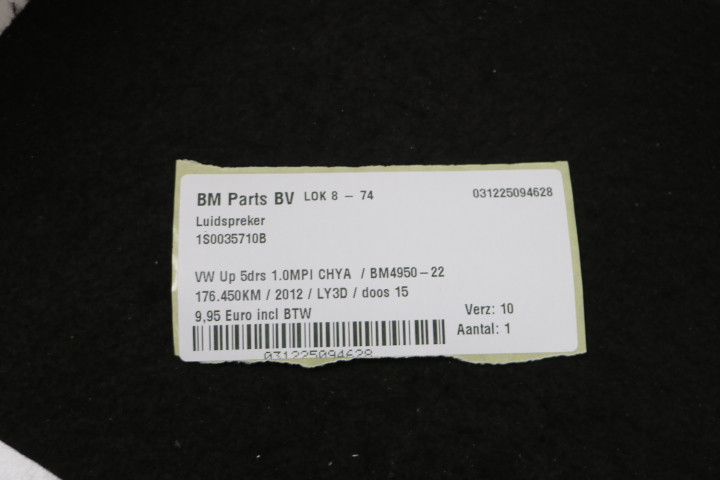 BM Parts BV LOK 8 - 74 031225094628
Luidspreker
1S0035710B
VW Up 5drs 1.0MPI CHYA / BM4950-22
176.450KM / 2012 / LY3D / doos 15
9,95 Euro incl BTW Verz: 10
Aantal: 1
031225094628